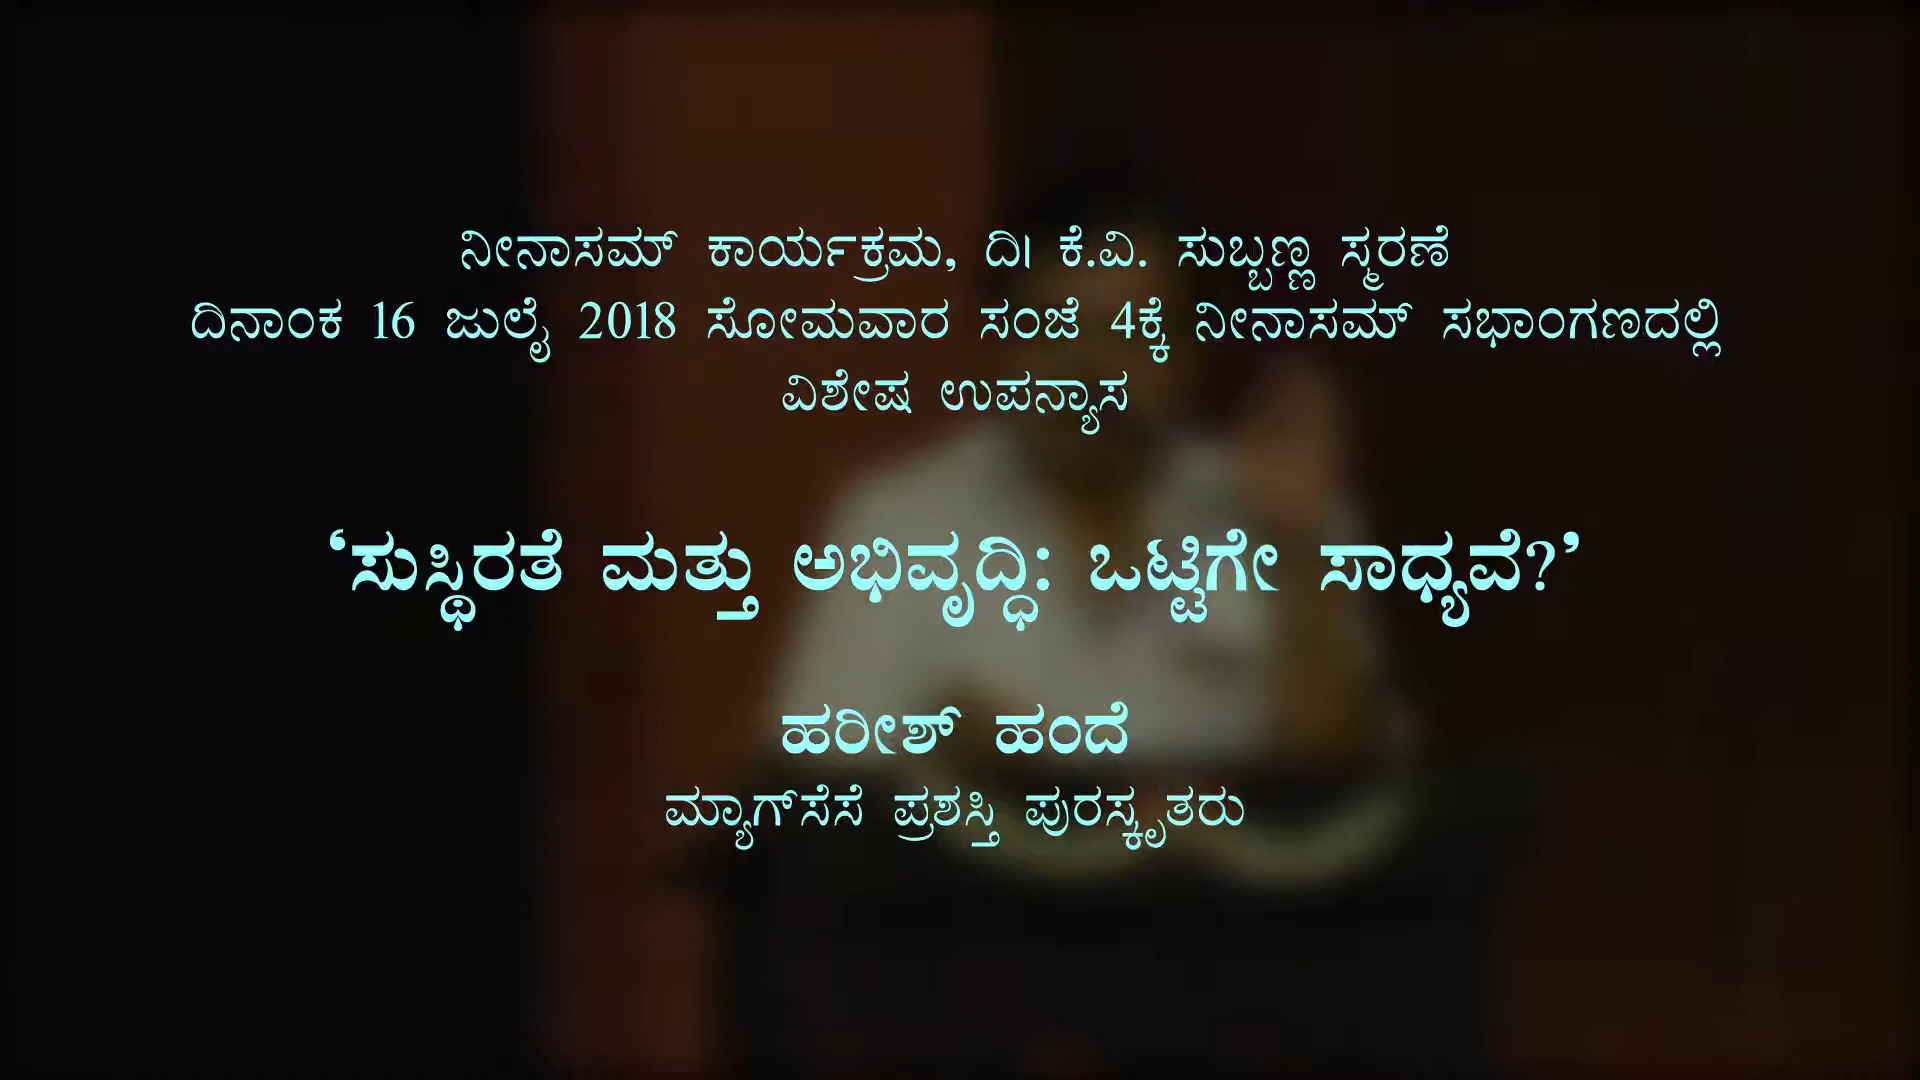 ನೀನಾಸಮ್ ಕಾರ್ಯಕ್ರಮ, ದಿ। ಕೆ.ವಿ. ಸುಬ್ಬಣ್ಣ ಸ್ಮರಣೆ
ದಿನಾಂಕ 16 ಜುಲೈ 2018 ಸೋಮವಾರ ಸಂಜೆ 4ಕ್ಕೆ ನೀನಾಸಮ್ ಸಭಾಂಗಣದಲ್ಲಿ
ವಿಶೇಷ ಉಪನ್ಯಾಸ
‘ಸುಸ್ಥಿರತೆ ಮತ್ತು ಅಭಿವೃದ್ಧಿ: ಒಟ್ಟಿಗೇ ಸಾಧ್ಯವೆ?’
ಹರೀಶ್ ಹಂದೆ
ಮ್ಯಾಗ್‌ಸೆಸೆ ಪ್ರಶಸ್ತಿ ಪುರಸ್ಕೃತರು